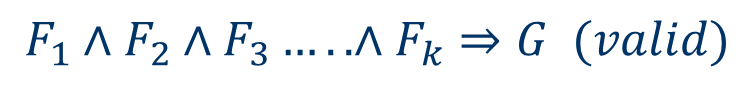 F₁ ∧ F₂ ∧ F₃ … . .∧ Fₖ ⇒ G (valid)